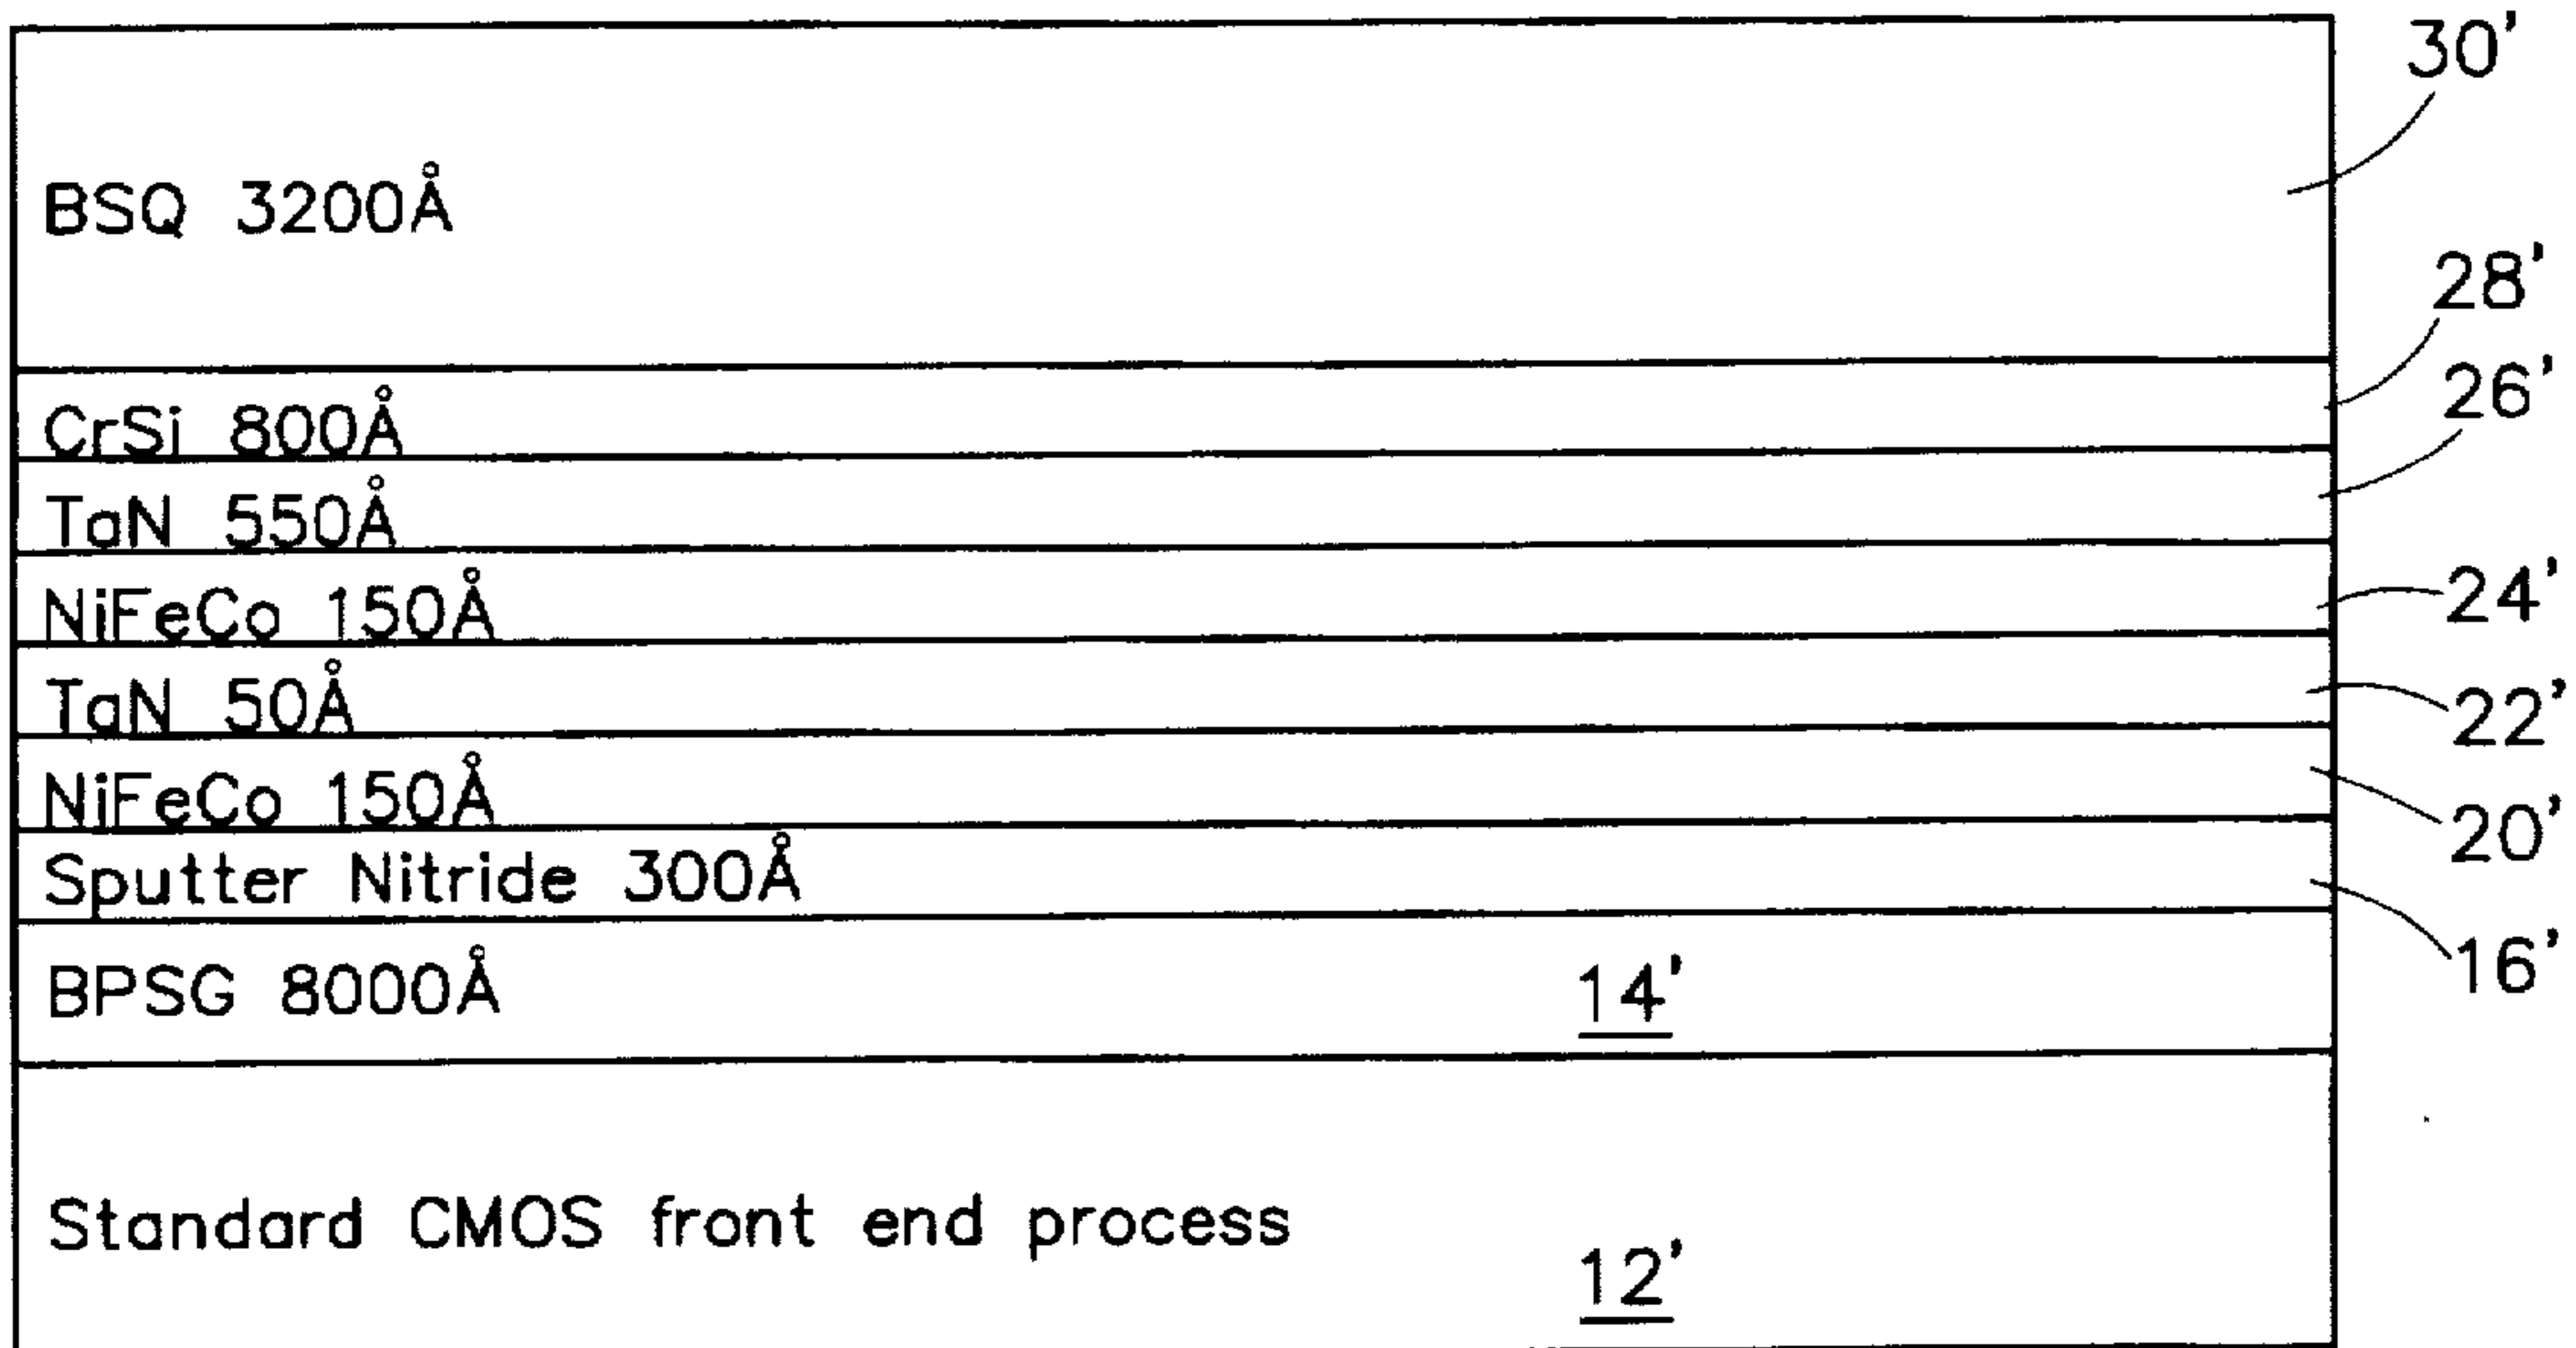 30'
BSQ 3200Å
28'
CrSi 800Å
26'
TaN 550Å
NiFeCo 150Å
24'
TaN 50Å
22'
NiFeCo 150Å
20'
Sputter Nitride 300Å
16'
BPSG 8000Å
14'
Standard CMOS front end process
12'